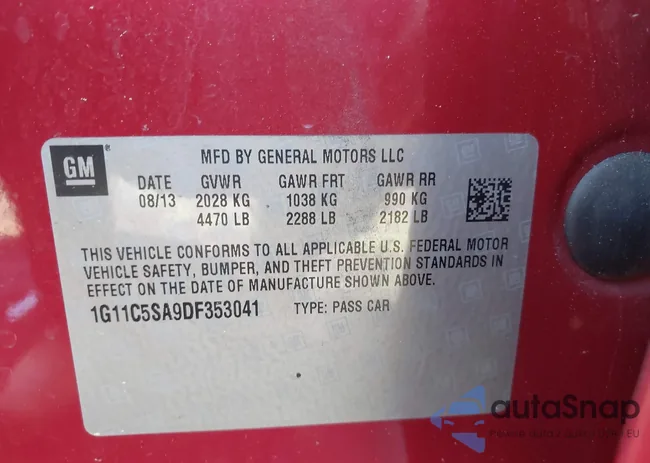 GM
MFD BY GENERAL MOTORS LLC
DATE GVWR GAWR FRT GAWR RR
08/13 2028 KG 1038 KG 990 KG
4470 LB 2288 LB 2182 LB
THIS VEHICLE CONFORMS TO ALL APPLICABLE U.S. FEDERAL MOTOR
VEHICLE SAFETY, BUMPER, AND THEFT PREVENTION STANDARDS IN
EFFECT ON THE DATE OF MANUFACTURE SHOWN ABOVE.
1G11C5SA9DF353041 TYPE: PASS CAR
autoSnap